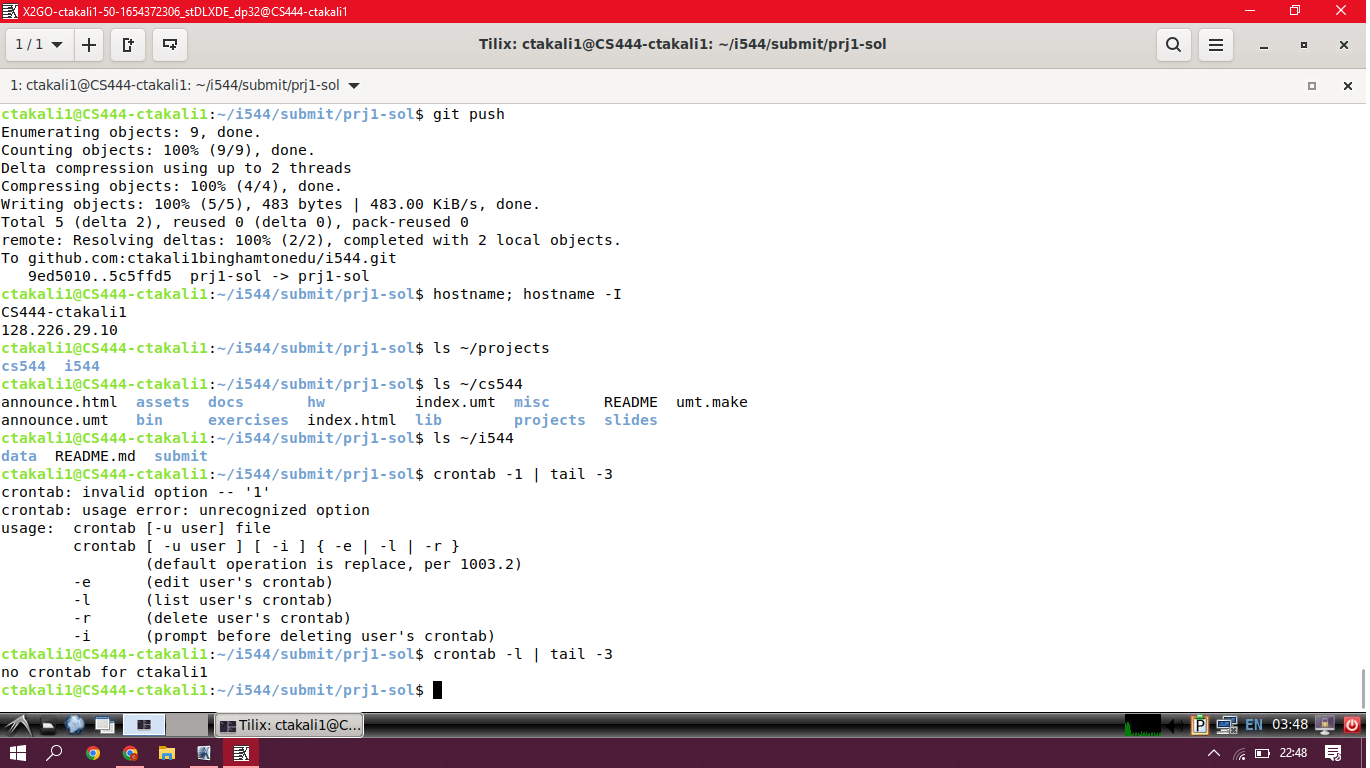 X2GO-ctakali1-50-1654372306_stDLXDE_dp32@CS444-ctakali1
1 / 1
Tilix: ctakali1@CS444-ctakali1: ~/i544/submit/prj1-sol
1: ctakali1@CS444-ctakali1: ~/i544/submit/prj1-sol
ctakali1@CS444-ctakali1:~/i544/submit/prj1-sol$ git push
Enumerating objects: 9, done.
Counting objects: 100% (9/9), done.
Delta compression using up to 2 threads
Compressing objects: 100% (4/4), done.
Writing objects: 100% (5/5), 483 bytes | 483.00 KiB/s, done.
Total 5 (delta 2), reused 0 (delta 0), pack-reused 0
remote: Resolving deltas: 100% (2/2), completed with 2 local objects.
To github.com:ctakali1binghamtonedu/i544.git
   9ed5010..5c5ffd5  prj1-sol -> prj1-sol
ctakali1@CS444-ctakali1:~/i544/submit/prj1-sol$ hostname; hostname -I
CS444-ctakali1
128.226.29.10
ctakali1@CS444-ctakali1:~/i544/submit/prj1-sol$ ls ~/projects
cs544  i544
ctakali1@CS444-ctakali1:~/i544/submit/prj1-sol$ ls ~/cs544
announce.html  assets  docs       hw          index.umt  misc      README  umt.make
announce.umt   bin     exercises  index.html  lib        projects  slides
ctakali1@CS444-ctakali1:~/i544/submit/prj1-sol$ ls ~/i544
data  README.md  submit
ctakali1@CS444-ctakali1:~/i544/submit/prj1-sol$ crontab -1 | tail -3
crontab: invalid option -- '1'
crontab: usage error: unrecognized option
usage:  crontab [-u user] file
        crontab [ -u user ] [ -i ] { -e | -l | -r }
                (default operation is replace, per 1003.2)
        -e      (edit user's crontab)
        -l      (list user's crontab)
        -r      (delete user's crontab)
        -i      (prompt before deleting user's crontab)
ctakali1@CS444-ctakali1:~/i544/submit/prj1-sol$ crontab -l | tail -3
no crontab for ctakali1
ctakali1@CS444-ctakali1:~/i544/submit/prj1-sol$
Tilix: ctakali1@C... P EN 03:48
22:48